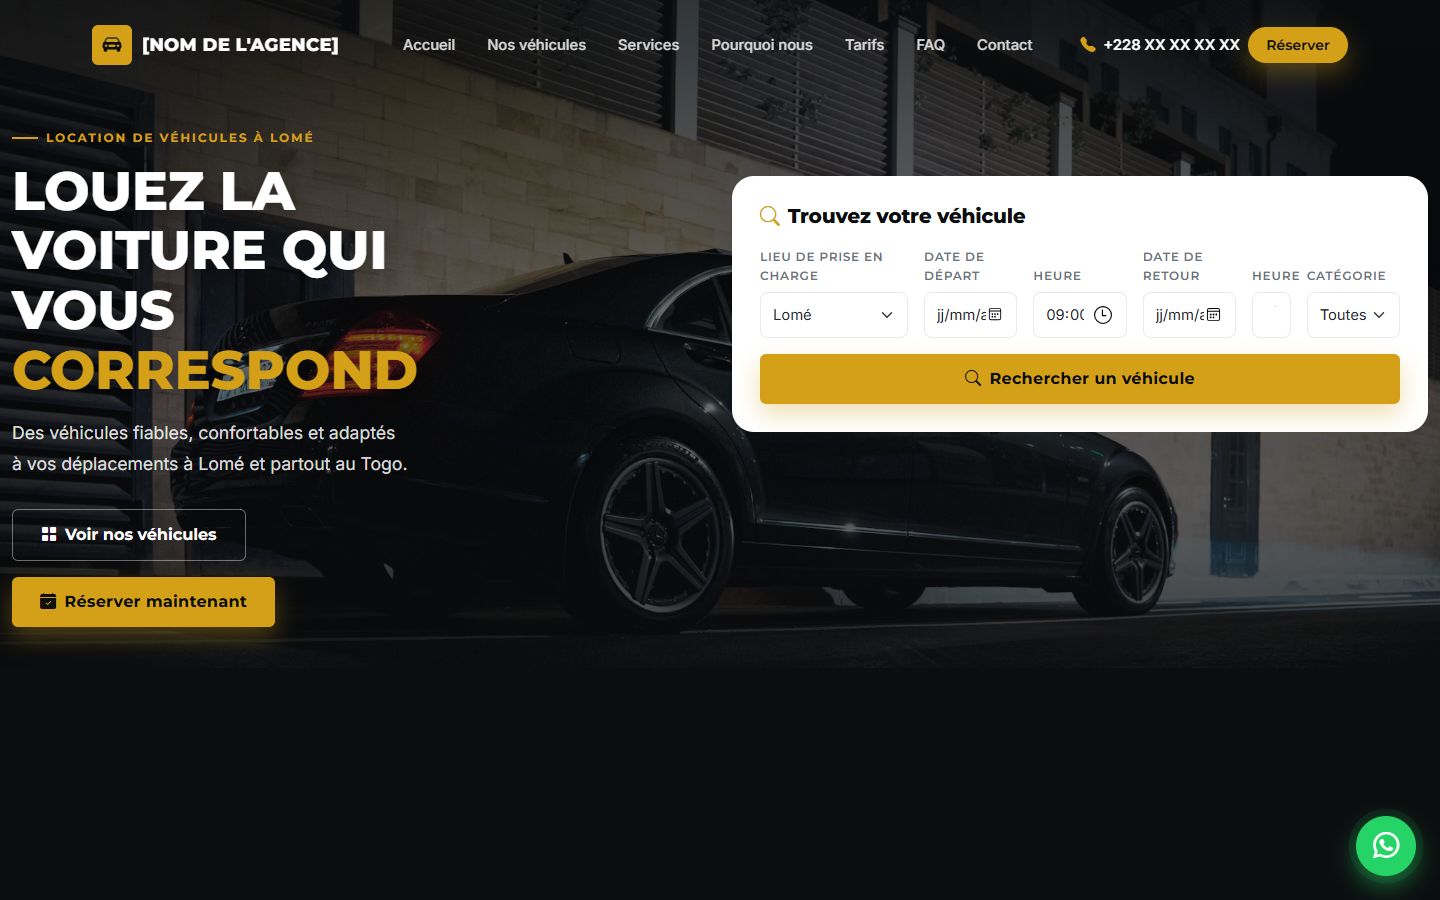 [NOM DE L'AGENCE]
Accueil
Nos véhicules
Services
Pourquoi nous
Tarifs
FAQ
Contact
+228 XX XX XX XX
Réserver
LOCATION DE VÉHICULES À LOMÉ
LOUEZ LA
VOITURE QUI
VOUS
CORRESPOND
Des véhicules fiables, confortables et adaptés
à vos déplacements à Lomé et partout au Togo.
Voir nos véhicules
Réserver maintenant
Trouvez votre véhicule
LIEU DE PRISE EN
CHARGE
Lomé
DATE DE
DÉPART
jj/mm/a
HEURE
09:00
DATE DE
RETOUR
jj/mm/a
HEURE
CATÉGORIE
Toutes
Rechercher un véhicule